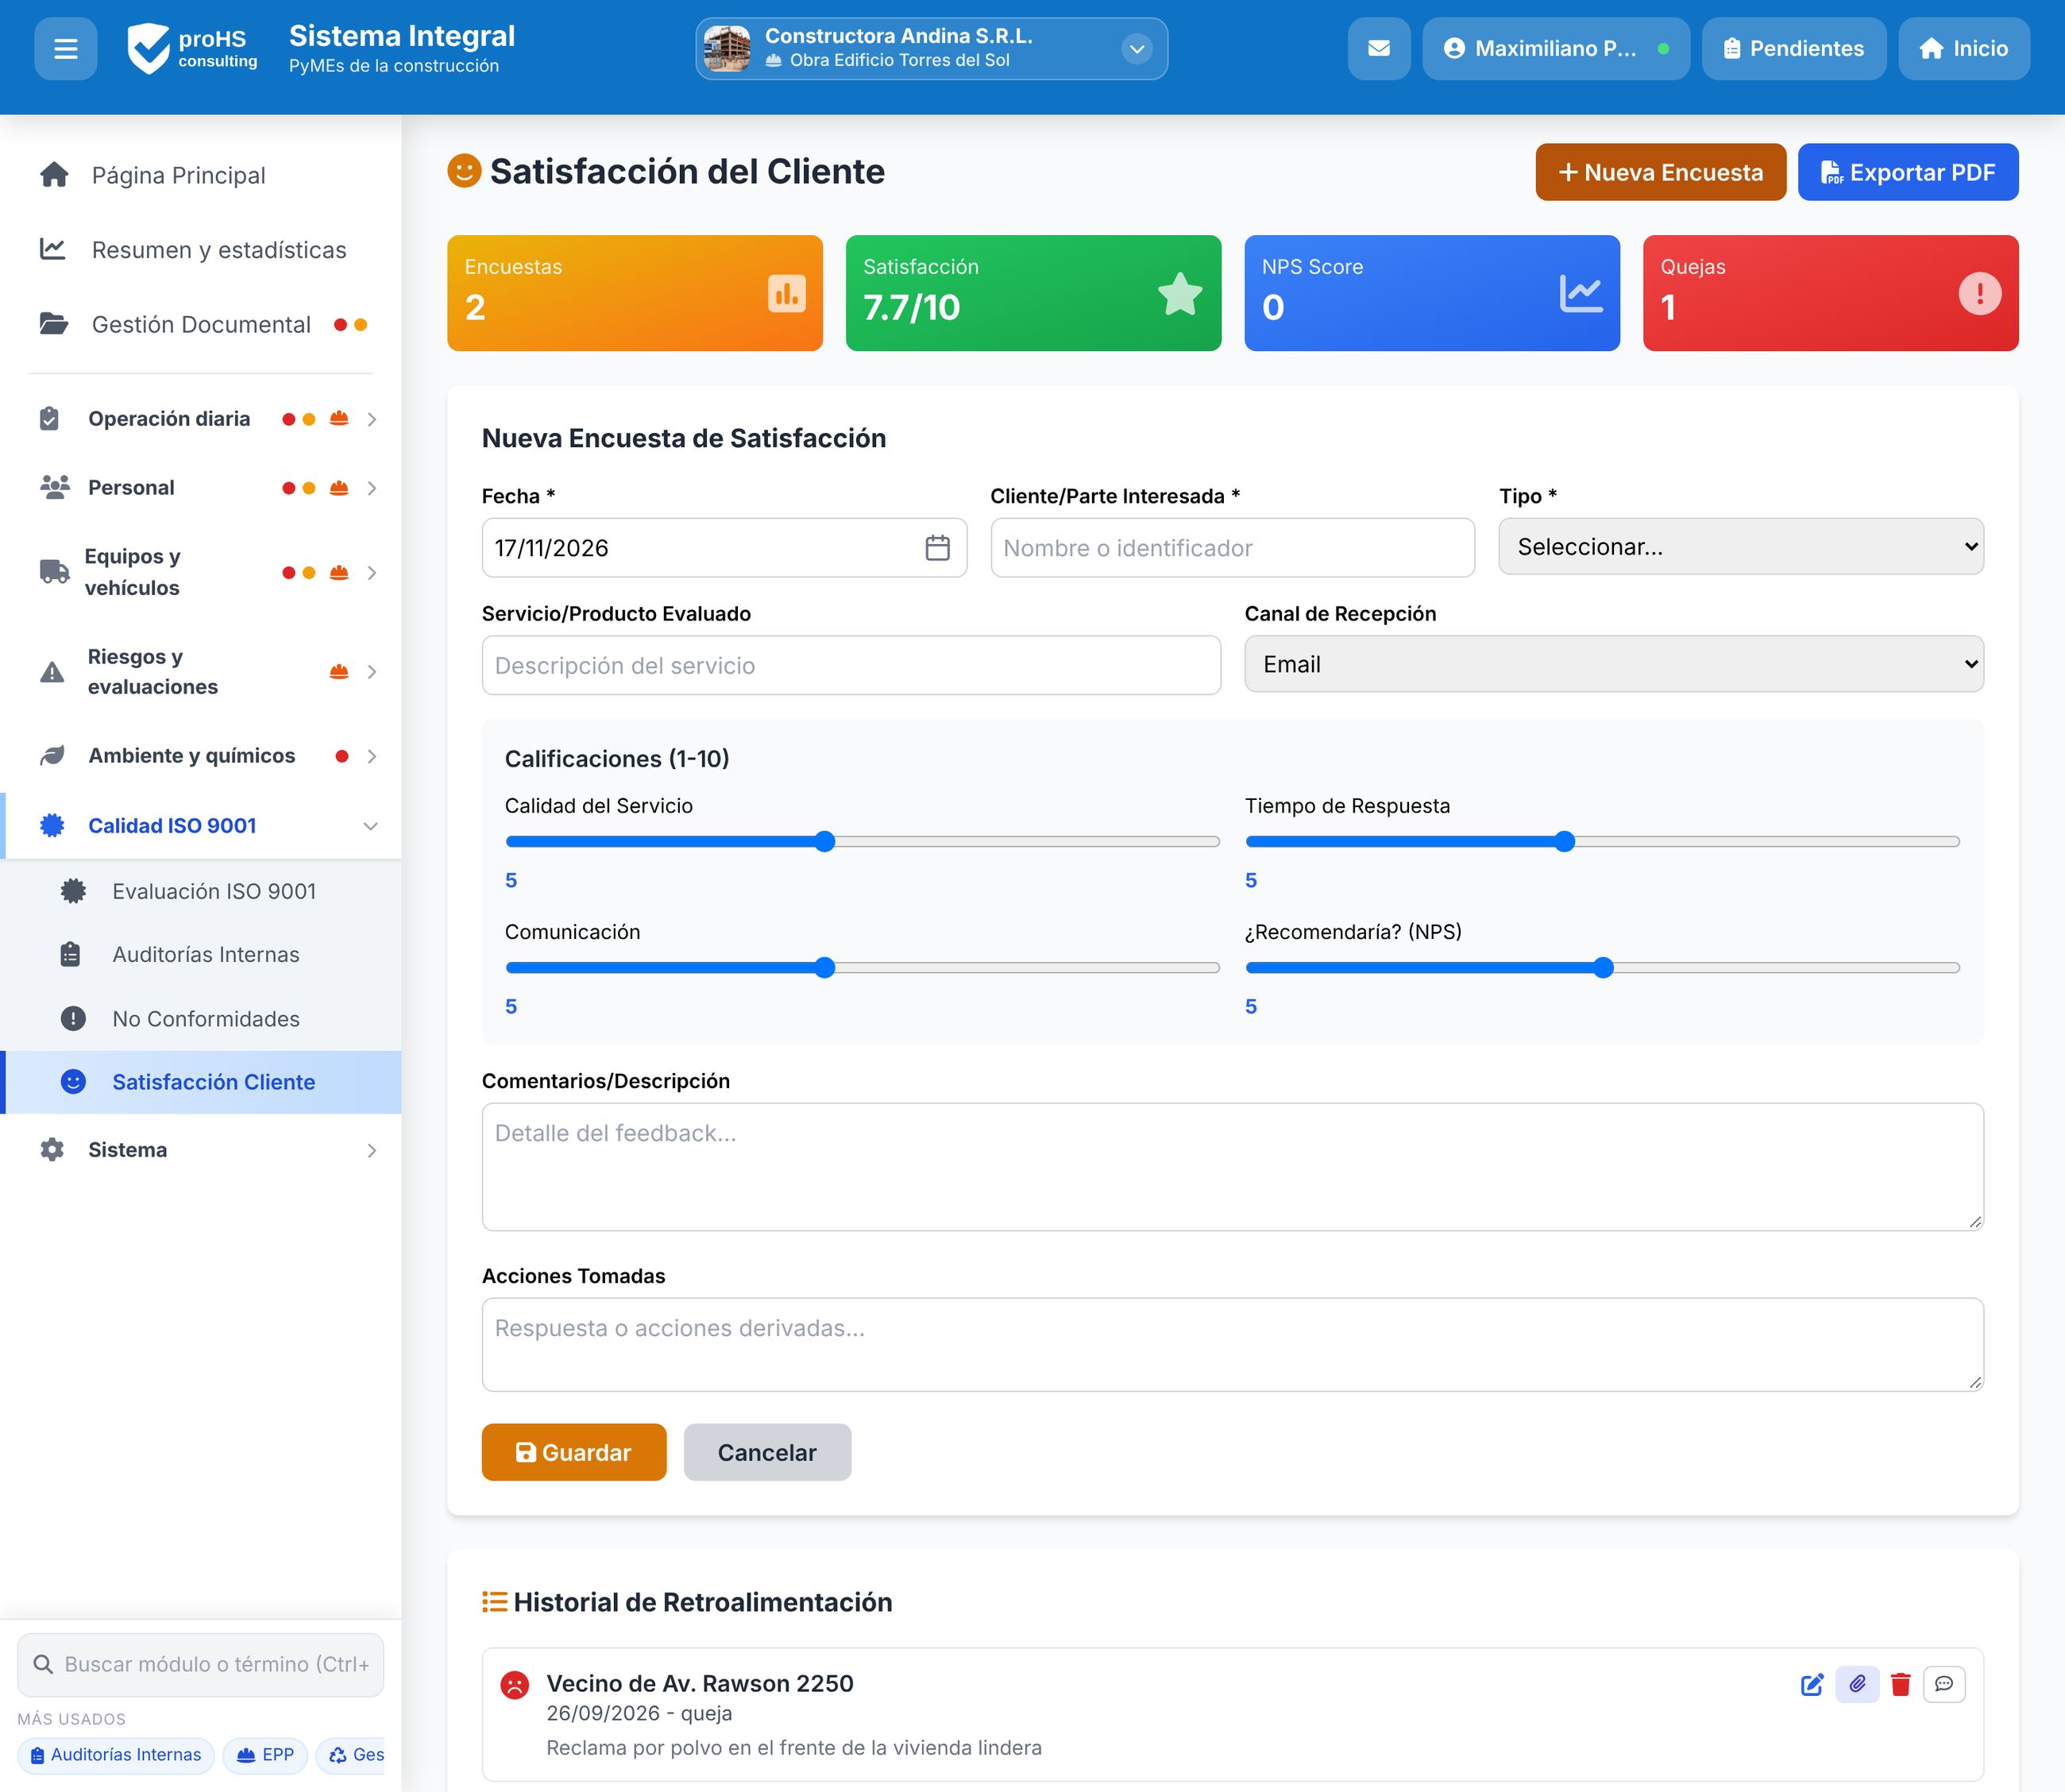 proHS
consulting
Sistema Integral
PyMEs de la construcción
Constructora Andina S.R.L.
Obra Edificio Torres del Sol
Maximiliano P...
Pendientes
Inicio
Página Principal
Resumen y estadísticas
Gestión Documental
Operación diaria
Personal
Equipos y
vehículos
Riesgos y
evaluaciones
Ambiente y químicos
Calidad ISO 9001
Evaluación ISO 9001
Auditorías Internas
No Conformidades
Satisfacción Cliente
Sistema
Buscar módulo o término (Ctrl+
MÁS USADOS
Auditorías Internas
EPP
Ges
Satisfacción del Cliente
+ Nueva Encuesta
PDF Exportar PDF
Encuestas
2
Satisfacción
7.7/10
NPS Score
0
Quejas
1
Nueva Encuesta de Satisfacción
Fecha *
Cliente/Parte Interesada *
Tipo *
17/11/2026
Nombre o identificador
Seleccionar...
Servicio/Producto Evaluado
Canal de Recepción
Descripción del servicio
Email
Calificaciones (1-10)
Calidad del Servicio
Tiempo de Respuesta
5
5
Comunicación
¿Recomendaría? (NPS)
5
5
Comentarios/Descripción
Detalle del feedback...
Acciones Tomadas
Respuesta o acciones derivadas...
Guardar
Cancelar
Historial de Retroalimentación
Vecino de Av. Rawson 2250
26/09/2026 - queja
Reclama por polvo en el frente de la vivienda lindera